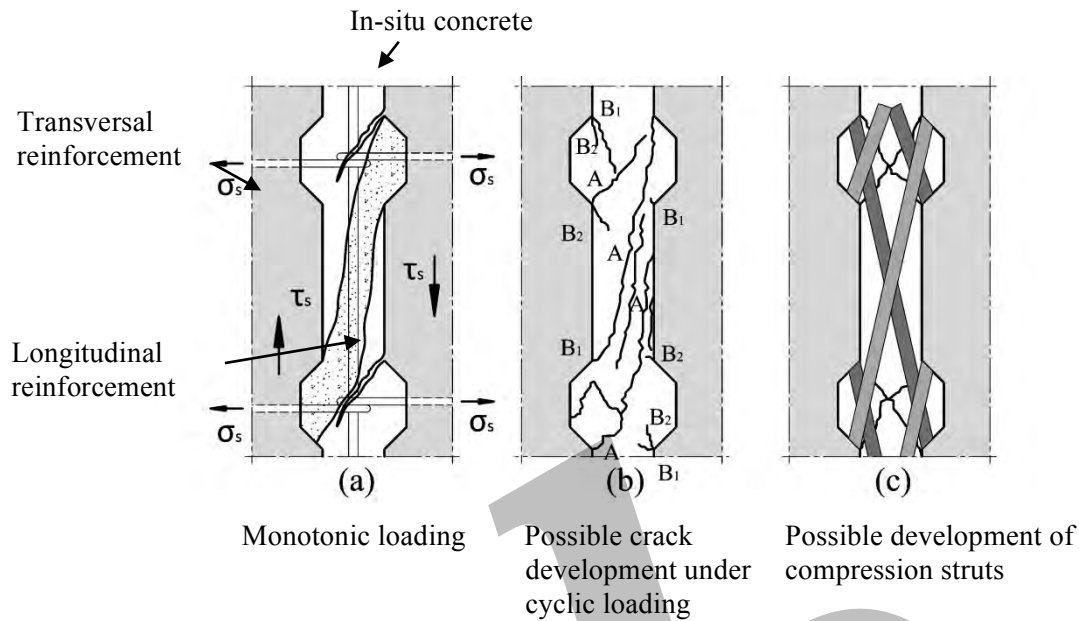 In-situ concrete
Transversal
reinforcement
σs
σs
B1
B2
A
B2
B1
A
τs
τs
A
Longitudinal
reinforcement
B1
B2
σs
σs
B2
A
B1
(a)
(b)
(c)
Monotonic loading
Possible crack
development under
cyclic loading
Possible development of
compression struts